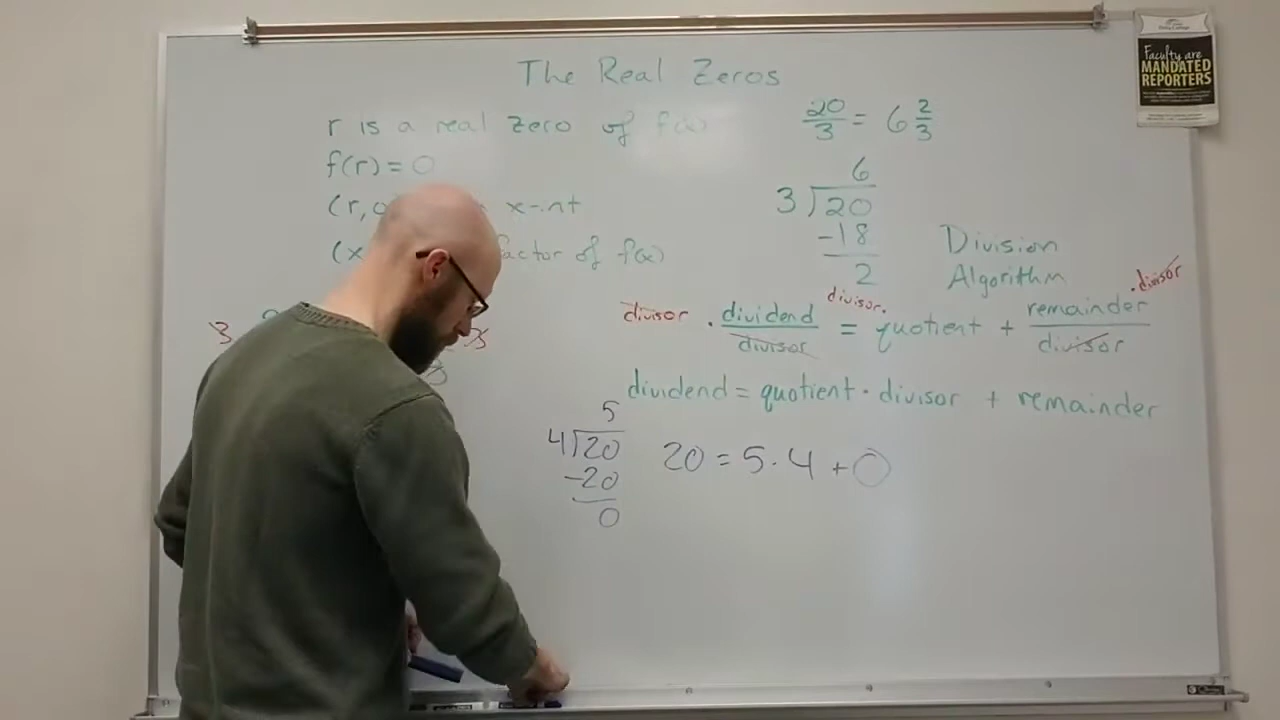 The Real Zeros
r is a real zero of f(x)
f(r) = 0
(r, x-int
(x factor of f(x)
3
20/3 = 6 2/3
6
3 20
-18
2
Division
Algorithm
divisor · dividend/divisor = quotient divisor· + remainder/divisor · divisor
dividend = quotient · divisor + remainder
5
4 20
-20
0
20 = 5 · 4 + 0
Faculty are
MANDATED
REPORTERS